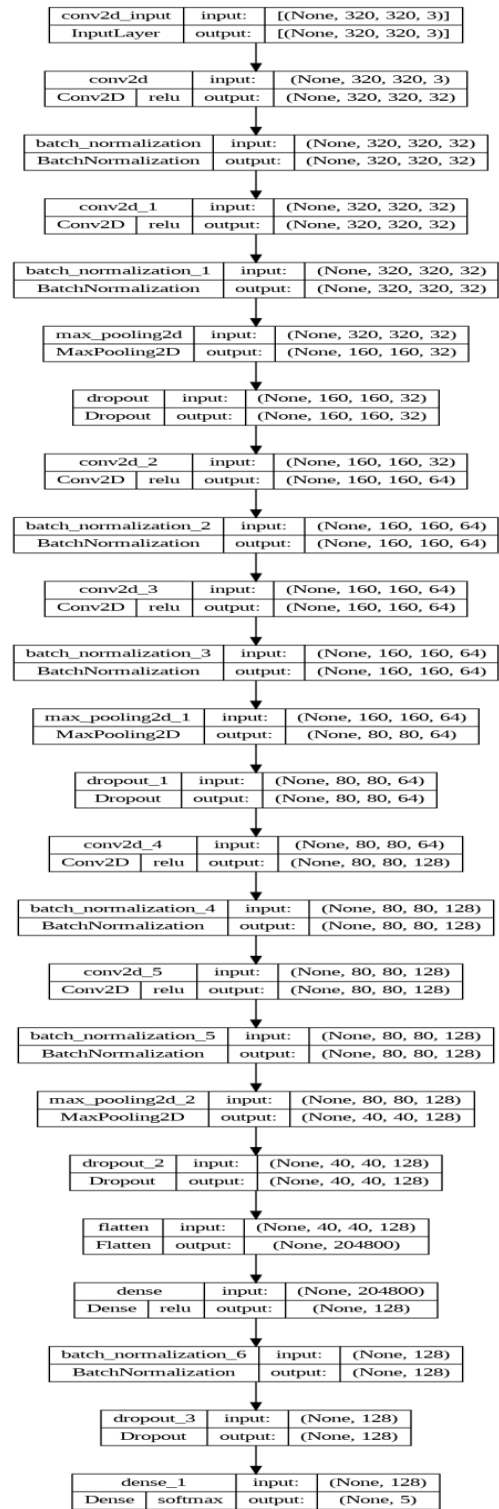 conv2d_input input: [(None, 320, 320, 3)]
InputLayer output: [(None, 320, 320, 3)]
conv2d input: (None, 320, 320, 3)
Conv2D relu output: (None, 320, 320, 32)
batch_normalization input: (None, 320, 320, 32)
BatchNormalization output: (None, 320, 320, 32)
conv2d_1 input: (None, 320, 320, 32)
Conv2D relu output: (None, 320, 320, 32)
batch_normalization_1 input: (None, 320, 320, 32)
BatchNormalization output: (None, 320, 320, 32)
max_pooling2d input: (None, 320, 320, 32)
MaxPooling2D output: (None, 160, 160, 32)
dropout input: (None, 160, 160, 32)
Dropout output: (None, 160, 160, 32)
conv2d_2 input: (None, 160, 160, 32)
Conv2D relu output: (None, 160, 160, 64)
batch_normalization_2 input: (None, 160, 160, 64)
BatchNormalization output: (None, 160, 160, 64)
conv2d_3 input: (None, 160, 160, 64)
Conv2D relu output: (None, 160, 160, 64)
batch_normalization_3 input: (None, 160, 160, 64)
BatchNormalization output: (None, 160, 160, 64)
max_pooling2d_1 input: (None, 160, 160, 64)
MaxPooling2D output: (None, 80, 80, 64)
dropout_1 input: (None, 80, 80, 64)
Dropout output: (None, 80, 80, 64)
conv2d_4 input: (None, 80, 80, 64)
Conv2D relu output: (None, 80, 80, 128)
batch_normalization_4 input: (None, 80, 80, 128)
BatchNormalization output: (None, 80, 80, 128)
conv2d_5 input: (None, 80, 80, 128)
Conv2D relu output: (None, 80, 80, 128)
batch_normalization_5 input: (None, 80, 80, 128)
BatchNormalization output: (None, 80, 80, 128)
max_pooling2d_2 input: (None, 80, 80, 128)
MaxPooling2D output: (None, 40, 40, 128)
dropout_2 input: (None, 40, 40, 128)
Dropout output: (None, 40, 40, 128)
flatten input: (None, 40, 40, 128)
Flatten output: (None, 204800)
dense input: (None, 204800)
Dense relu output: (None, 128)
batch_normalization_6 input: (None, 128)
BatchNormalization output: (None, 128)
dropout_3 input: (None, 128)
Dropout output: (None, 128)
dense_1 input: (None, 128)
Dense softmax output: (None, 5)